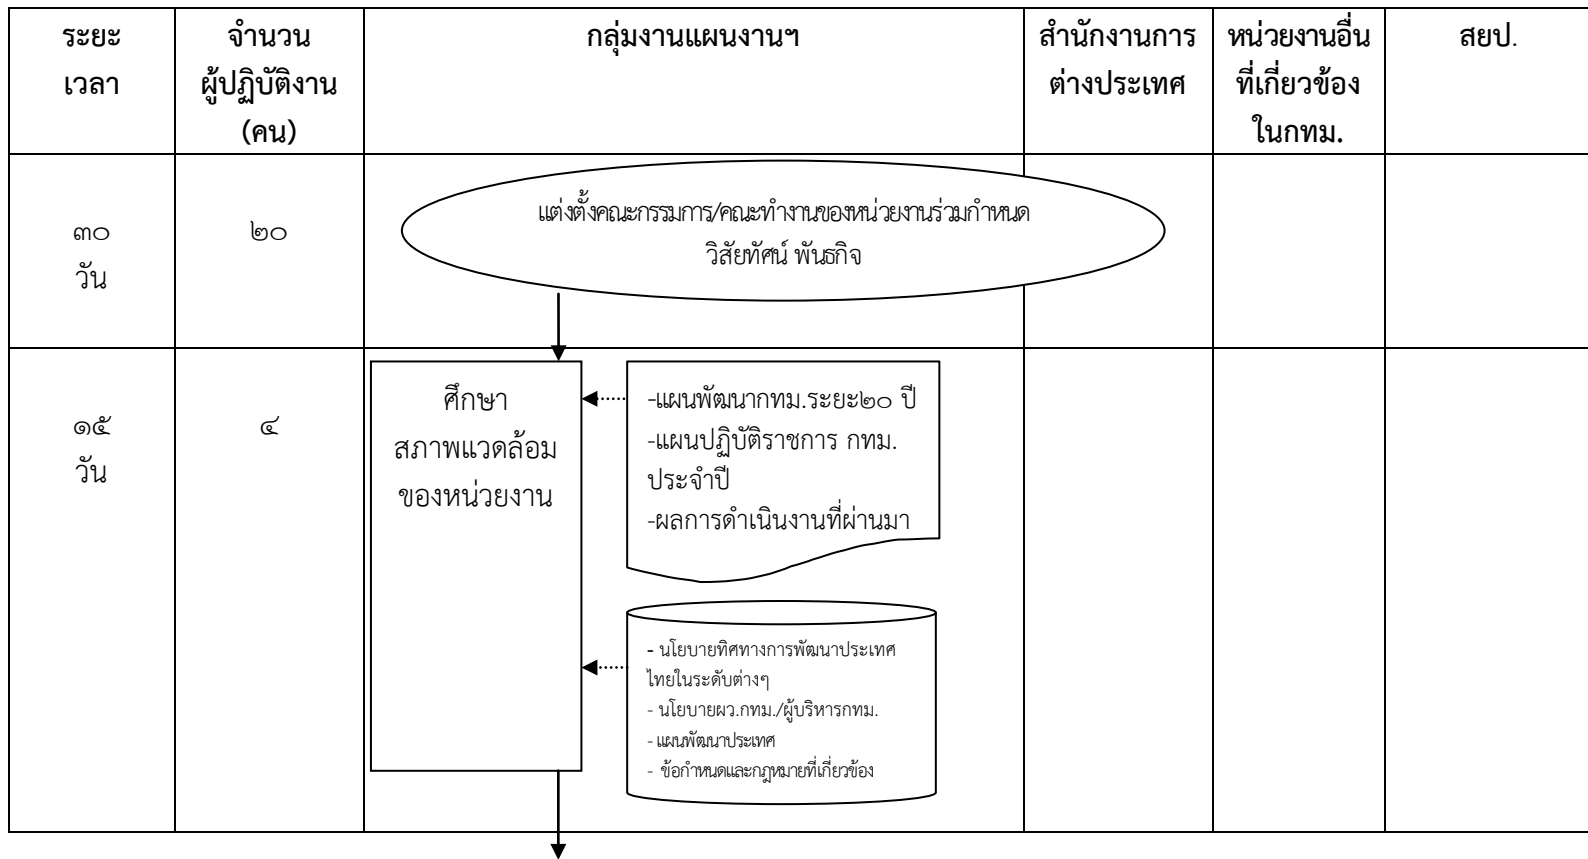 ระยะ
เวลา
จำนวน
ผู้ปฏิบัติงาน
(คน)
กลุ่มงานแผนงานฯ
สำนักงานการ
ต่างประเทศ
หน่วยงานอื่น
ที่เกี่ยวข้อง
ในกทม.
สยป.
๓๐
วัน
๒๐
แต่งตั้งคณะกรรมการ/คณะทำงานของหน่วยงานร่วมกำหนด
วิสัยทัศน์ พันธกิจ
๑๕
วัน
๔
ศึกษา
สภาพแวดล้อม
ของหน่วยงาน
-แผนพัฒนากทม.ระยะ๒๐ ปี
-แผนปฏิบัติราชการ กทม.
ประจำปี
-ผลการดำเนินงานที่ผ่านมา
- นโยบายทิศทางการพัฒนาประเทศ
ไทยในระดับต่างๆ
- นโยบายผว.กทม./ผู้บริหารกทม.
- แผนพัฒนาประเทศ
- ข้อกำหนดและกฎหมายที่เกี่ยวข้อง